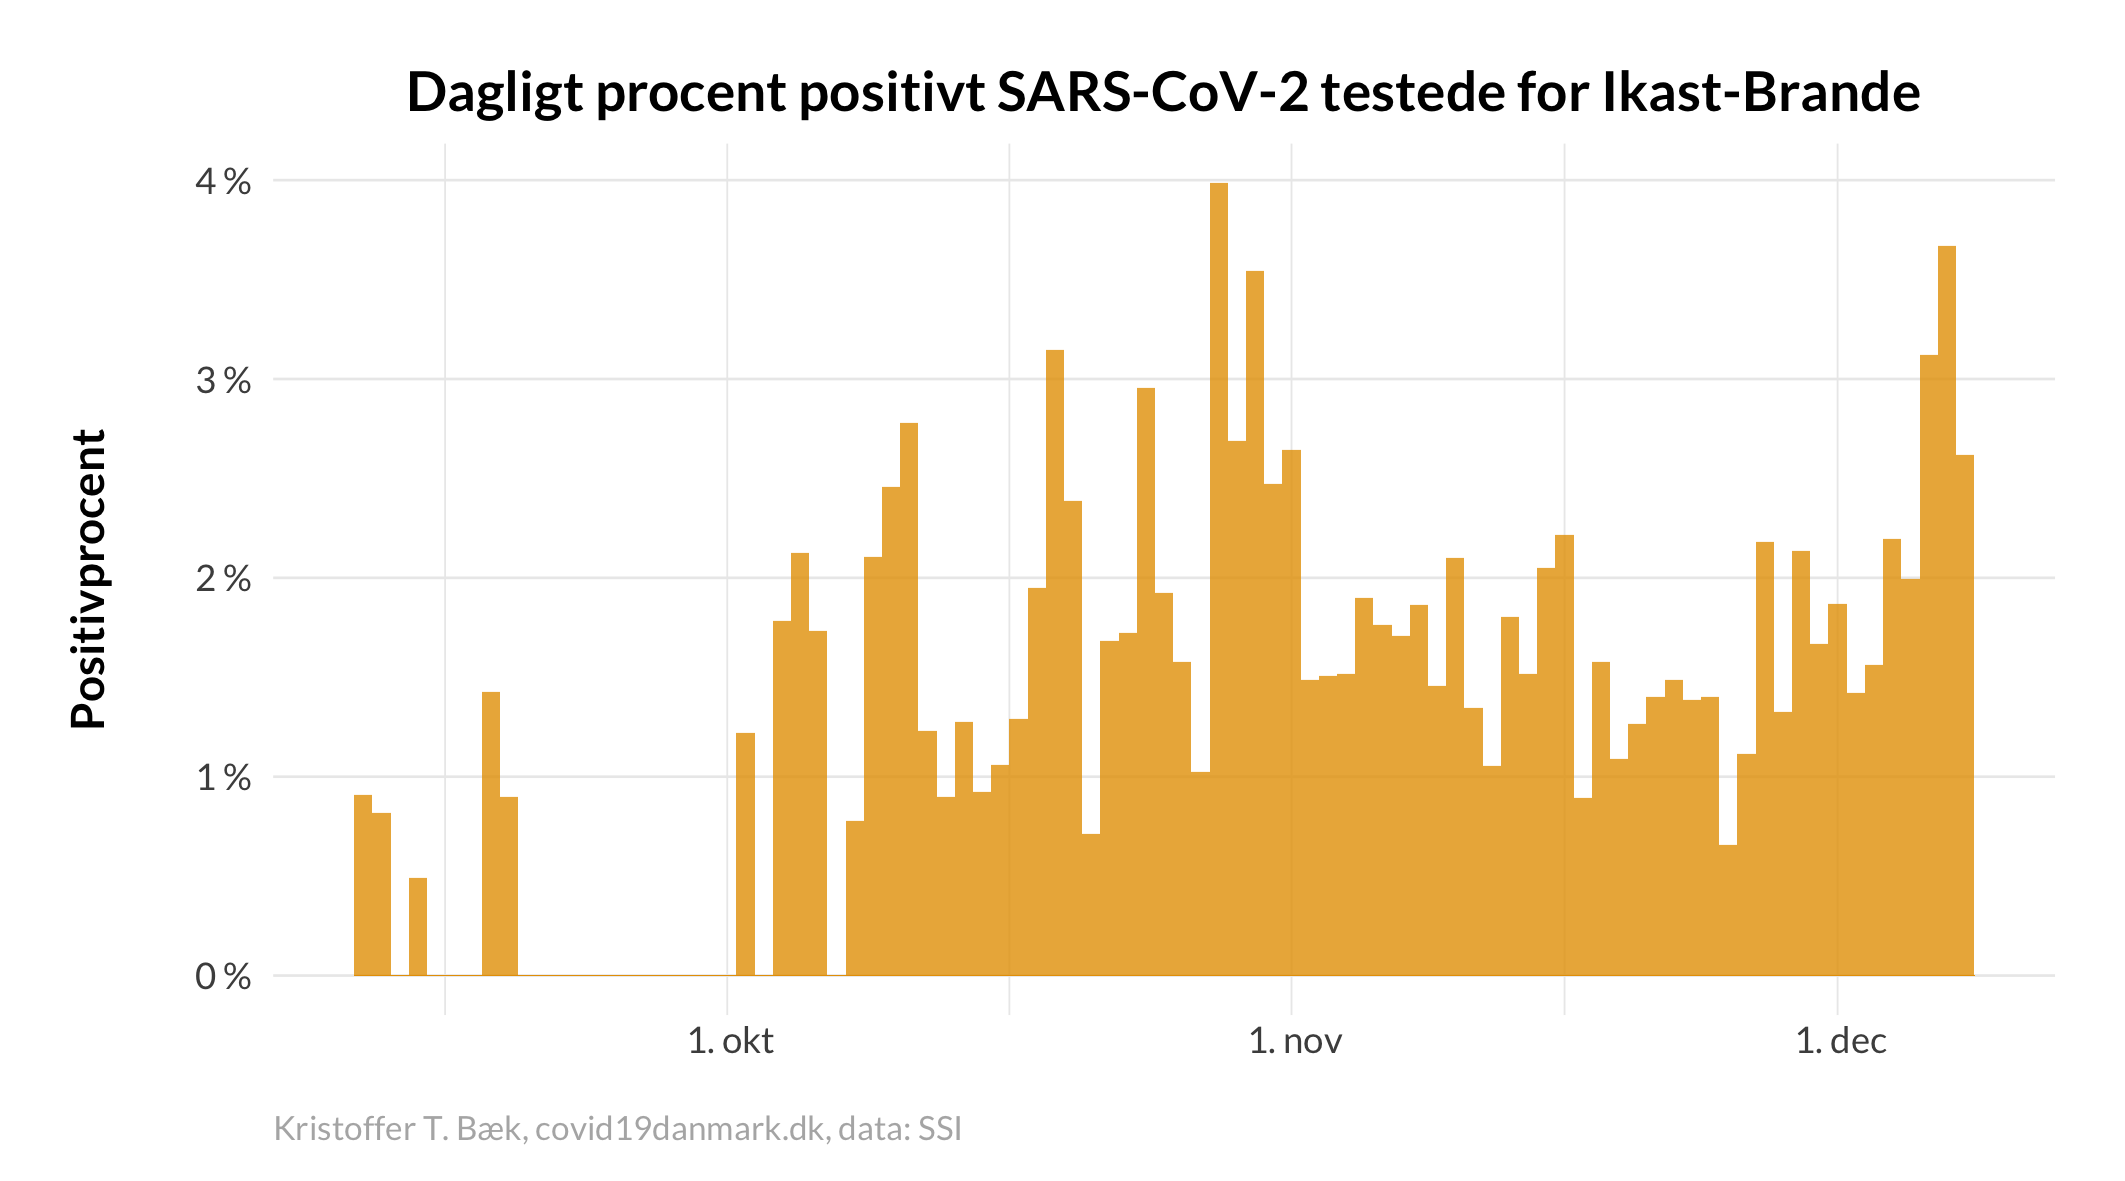 Dagligt procent positivt SARS-CoV-2 testede for Ikast-Brande
Positivprocent
4 %
3 %
2 %
1 %
0 %
1. okt
1. nov
1. dec
Kristoffer T. Bæk, covid19danmark.dk, data: SSI